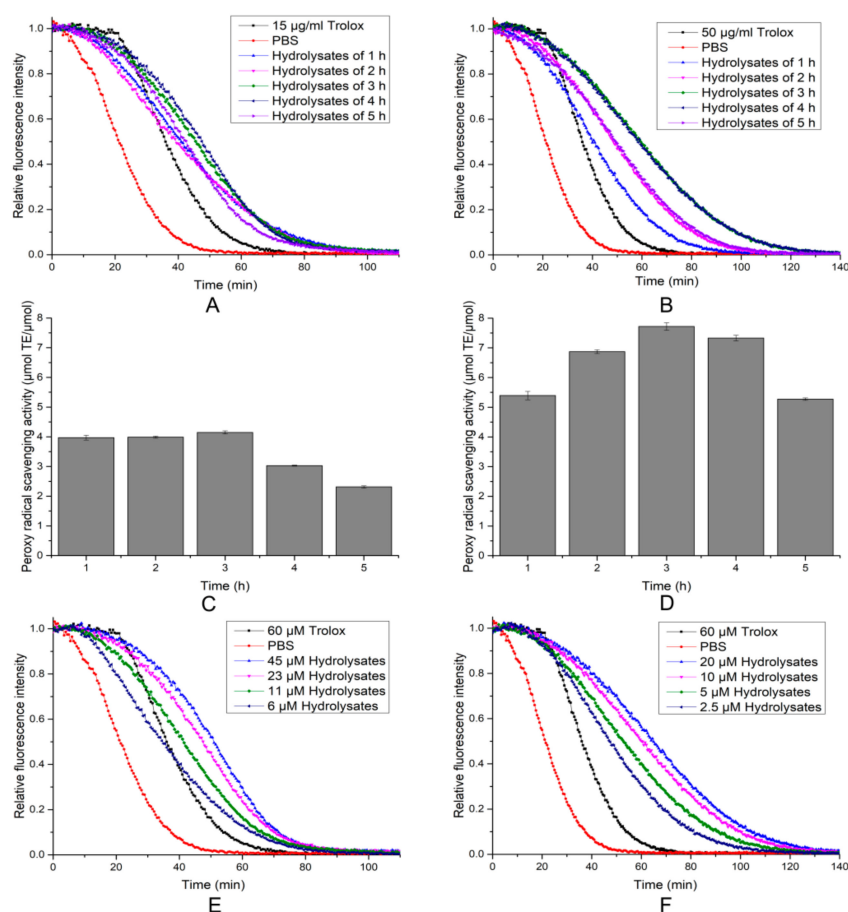 15 µg/ml Trolox
PBS
Hydrolysates of 1 h
Hydrolysates of 2 h
Hydrolysates of 3 h
Hydrolysates of 4 h
Hydrolysates of 5 h
Relative fluorescence intensity
1.0
0.8
0.6
0.4
0.2
0.0
0 20 40 60 80 100
Time (min)
A
50 µg/ml Trolox
PBS
Hydrolysates of 1 h
Hydrolysates of 2 h
Hydrolysates of 3 h
Hydrolysates of 4 h
Hydrolysates of 5 h
Relative fluorescence intensity
1.0
0.8
0.6
0.4
0.2
0.0
0 20 40 60 80 100 120 140
Time (min)
B
Peroxy radical scavenging activity (µmol TE/µmol)
8
7
6
5
4
3
2
1
0
1 2 3 4 5
Time (h)
C
Peroxy radical scavenging activity (µmol TE/µmol)
8
7
6
5
4
3
2
1
0
1 2 3 4 5
Time (h)
D
60 µM Trolox
PBS
45 µM Hydrolysates
23 µM Hydrolysates
11 µM Hydrolysates
6 µM Hydrolysates
Relative fluorescence intensity
1.0
0.8
0.6
0.4
0.2
0.0
0 20 40 60 80 100
Time (min)
E
60 µM Trolox
PBS
20 µM Hydrolysates
10 µM Hydrolysates
5 µM Hydrolysates
2.5 µM Hydrolysates
Relative fluorescence intensity
1.0
0.8
0.6
0.4
0.2
0.0
0 20 40 60 80 100 120 140
Time (min)
F